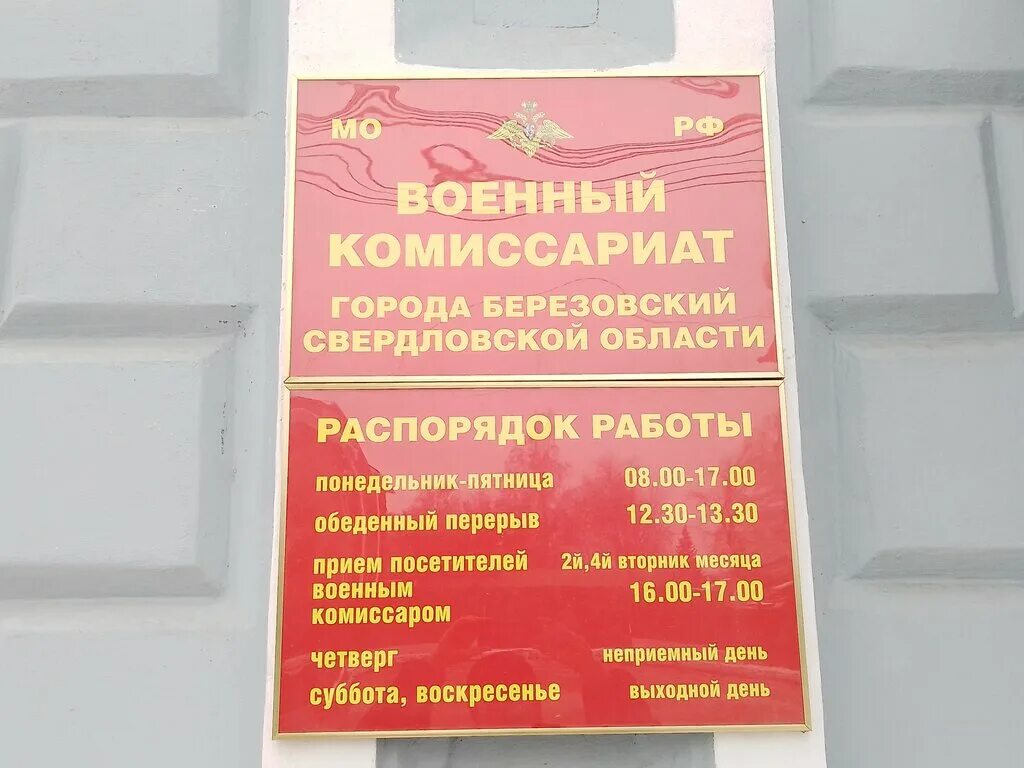 МО РФ
ВОЕННЫЙ
КОМИССАРИАТ
ГОРОДА БЕРЕЗОВСКИЙ
СВЕРДЛОВСКОЙ ОБЛАСТИ
РАСПОРЯДОК РАБОТЫ
понедельник-пятница 08.00-17.00
обеденный перерыв 12.30-13.30
прием посетителей 2й,4й вторник месяца
военным 16.00-17.00
комиссаром
четверг неприемный день
суббота, воскресенье выходной день